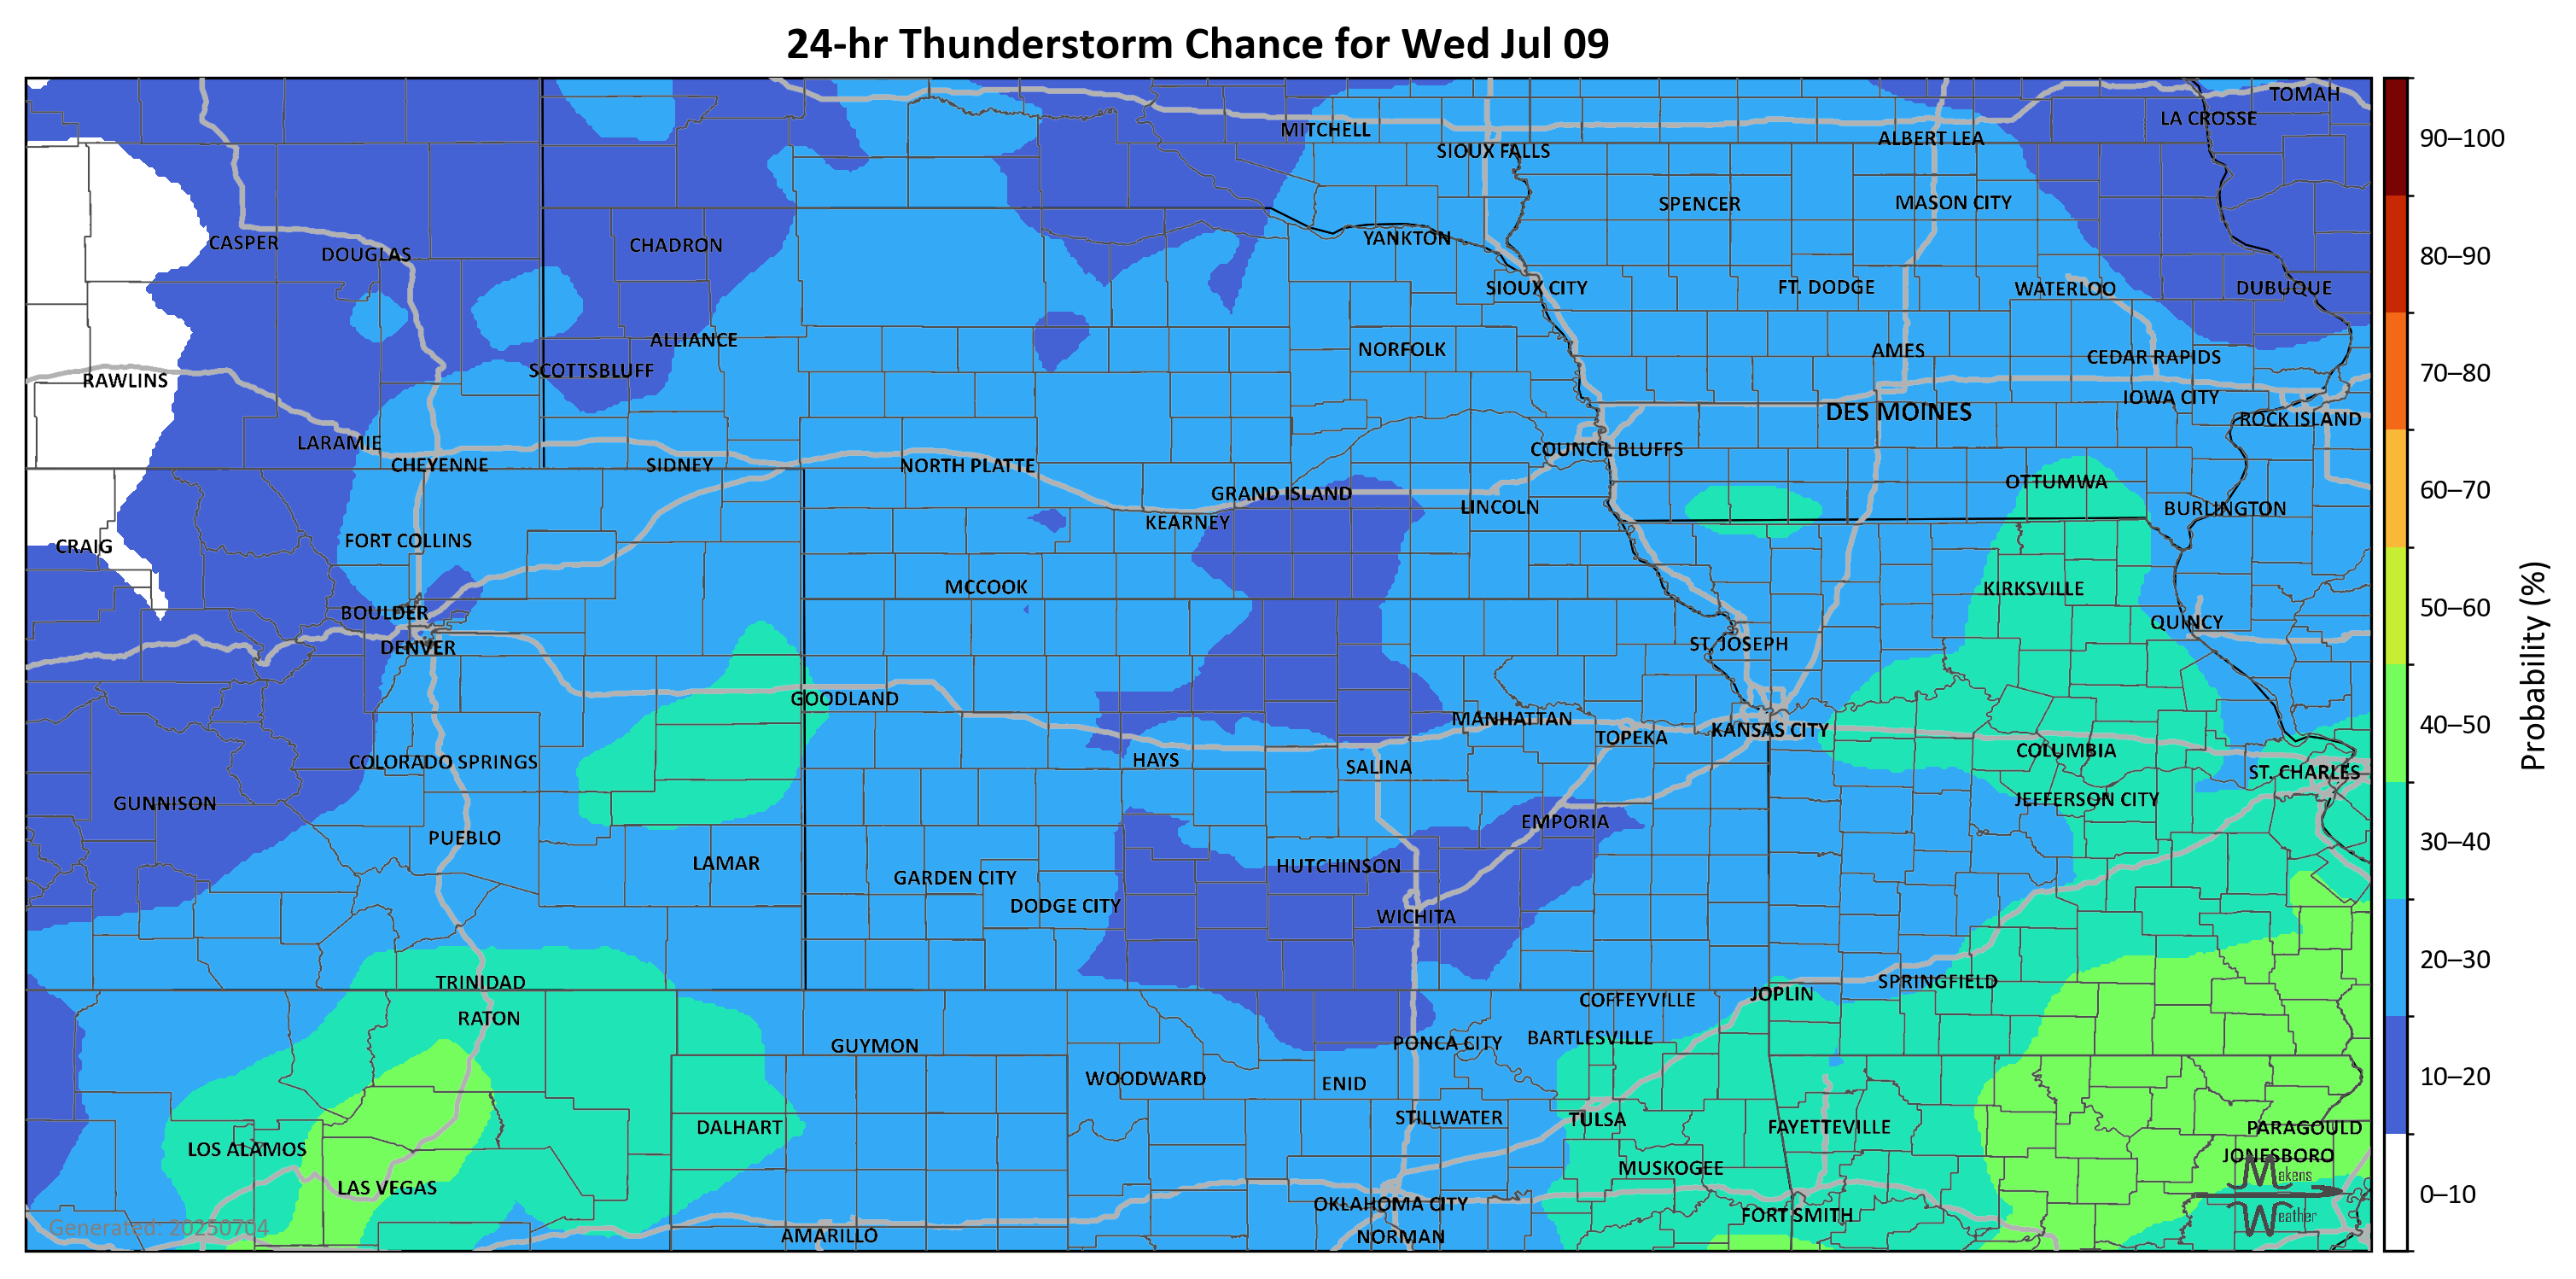 24-hr Thunderstorm Chance for Wed Jul 09
TOMAH
LA CROSSE
MITCHELL
ALBERT LEA
SIOUX FALLS
SPENCER
MASON CITY
CASPER
DOUGLAS
CHADRON
YANKTON
SIOUX CITY
FT. DODGE
WATERLOO
DUBUQUE
ALLIANCE
NORFOLK
AMES
CEDAR RAPIDS
RAWLINS
SCOTTSBLUFF
IOWA CITY
DES MOINES
ROCK ISLAND
LARAMIE
COUNCIL BLUFFS
CHEYENNE
SIDNEY
NORTH PLATTE
OTTUMWA
GRAND ISLAND
LINCOLN
BURLINGTON
KEARNEY
CRAIG
FORT COLLINS
MCCOOK
KIRKSVILLE
BOULDER
QUINCY
DENVER
ST. JOSEPH
GOODLAND
MANHATTAN
TOPEKA
KANSAS CITY
COLUMBIA
COLORADO SPRINGS
HAYS
SALINA
ST. CHARLES
GUNNISON
JEFFERSON CITY
PUEBLO
EMPORIA
LAMAR
HUTCHINSON
GARDEN CITY
DODGE CITY
WICHITA
TRINIDAD
SPRINGFIELD
JOPLIN
COFFEYVILLE
RATON
GUYMON
PONCA CITY
BARTLESVILLE
WOODWARD
ENID
STILLWATER
TULSA
DALHART
FAYETTEVILLE
PARAGOULD
LOS ALAMOS
JONESBORO
MUSKOGEE
LAS VEGAS
OKLAHOMA CITY
FORT SMITH
AMARILLO
NORMAN
Generated: 20250704
Makens
Weather
90–100
80–90
70–80
60–70
50–60
40–50
30–40
20–30
10–20
0–10
Probability (%)